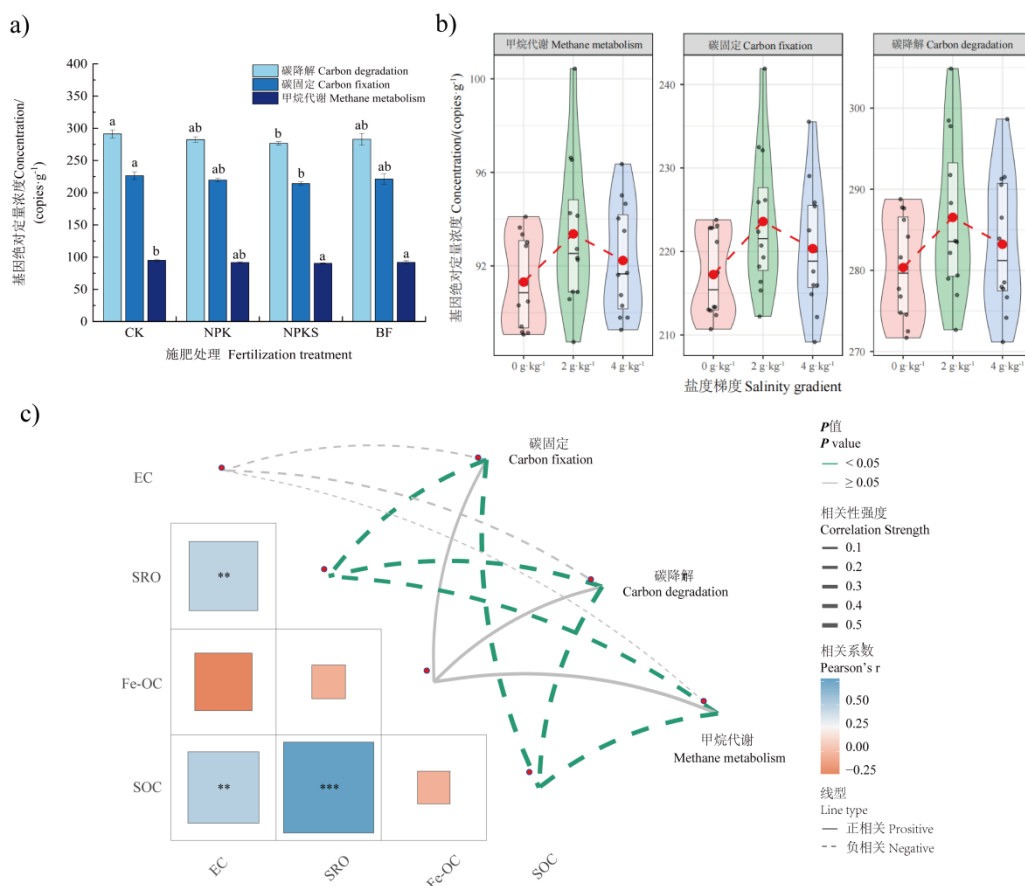 a)
基因绝对定量浓度Concentration/
(copies·g⁻¹)
400
350
300
250
200
150
100
50
0
碳降解 Carbon degradation
碳固定 Carbon fixation
甲烷代谢 Methane metabolism
a
a
b
ab
ab
ab
b
b
b
ab
ab
a
CK
NPK
NPKS
BF
施肥处理 Fertilization treatment
b)
基因绝对定量浓度 Concentration/(copies·g⁻¹)
甲烷代谢 Methane metabolism
碳固定 Carbon fixation
碳降解 Carbon degradation
100
96
92
240
230
220
210
300
290
280
270
0 g·kg⁻¹
2 g·kg⁻¹
4 g·kg⁻¹
0 g·kg⁻¹
2 g·kg⁻¹
4 g·kg⁻¹
0 g·kg⁻¹
2 g·kg⁻¹
4 g·kg⁻¹
盐度梯度 Salinity gradient
c)
EC
SRO
Fe-OC
SOC
**
**
***
EC
SRO
Fe-OC
SOC
碳固定
Carbon fixation
碳降解
Carbon degradation
甲烷代谢
Methane metabolism
P值
P value
< 0.05
≥ 0.05
相关性强度
Correlation Strength
0.1
0.2
0.3
0.4
0.5
相关系数
Pearson's r
0.50
0.25
0.00
−0.25
线型
Line type
正相关 Prositive
负相关 Negative